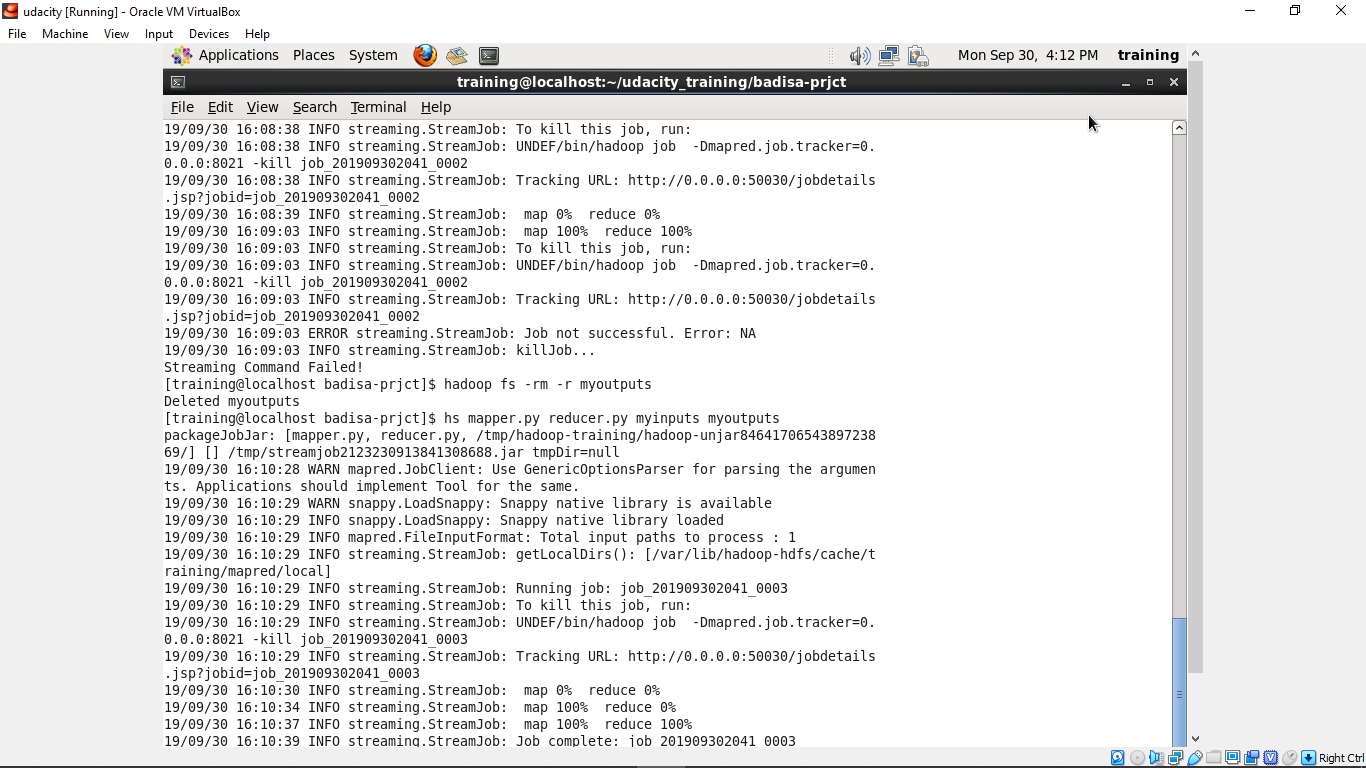 udacity [Running] - Oracle VM VirtualBox
File Machine View Input Devices Help
Applications Places System Mon Sep 30, 4:12 PM training
training@localhost:~/udacity_training/badisa-prjct
File Edit View Search Terminal Help
19/09/30 16:08:38 INFO streaming.StreamJob: To kill this job, run:
19/09/30 16:08:38 INFO streaming.StreamJob: UNDEF/bin/hadoop job  -Dmapred.job.tracker=0.
0.0.0:8021 -kill job_201909302041_0002
19/09/30 16:08:38 INFO streaming.StreamJob: Tracking URL: http://0.0.0.0:50030/jobdetails
.jsp?jobid=job_201909302041_0002
19/09/30 16:08:39 INFO streaming.StreamJob:  map 0%  reduce 0%
19/09/30 16:09:03 INFO streaming.StreamJob:  map 100%  reduce 100%
19/09/30 16:09:03 INFO streaming.StreamJob: To kill this job, run:
19/09/30 16:09:03 INFO streaming.StreamJob: UNDEF/bin/hadoop job  -Dmapred.job.tracker=0.
0.0.0:8021 -kill job_201909302041_0002
19/09/30 16:09:03 INFO streaming.StreamJob: Tracking URL: http://0.0.0.0:50030/jobdetails
.jsp?jobid=job_201909302041_0002
19/09/30 16:09:03 ERROR streaming.StreamJob: Job not successful. Error: NA
19/09/30 16:09:03 INFO streaming.StreamJob: killJob...
Streaming Command Failed!
[training@localhost badisa-prjct]$ hadoop fs -rm -r myoutputs
Deleted myoutputs
[training@localhost badisa-prjct]$ hs mapper.py reducer.py myinputs myoutputs
packageJobJar: [mapper.py, reducer.py, /tmp/hadoop-training/hadoop-unjar84641706543897238
69/] [] /tmp/streamjob2123230913841308688.jar tmpDir=null
19/09/30 16:10:28 WARN mapred.JobClient: Use GenericOptionsParser for parsing the argumen
ts. Applications should implement Tool for the same.
19/09/30 16:10:29 WARN snappy.LoadSnappy: Snappy native library is available
19/09/30 16:10:29 INFO snappy.LoadSnappy: Snappy native library loaded
19/09/30 16:10:29 INFO mapred.FileInputFormat: Total input paths to process : 1
19/09/30 16:10:29 INFO streaming.StreamJob: getLocalDirs(): [/var/lib/hadoop-hdfs/cache/t
raining/mapred/local]
19/09/30 16:10:29 INFO streaming.StreamJob: Running job: job_201909302041_0003
19/09/30 16:10:29 INFO streaming.StreamJob: To kill this job, run:
19/09/30 16:10:29 INFO streaming.StreamJob: UNDEF/bin/hadoop job  -Dmapred.job.tracker=0.
0.0.0:8021 -kill job_201909302041_0003
19/09/30 16:10:29 INFO streaming.StreamJob: Tracking URL: http://0.0.0.0:50030/jobdetails
.jsp?jobid=job_201909302041_0003
19/09/30 16:10:30 INFO streaming.StreamJob:  map 0%  reduce 0%
19/09/30 16:10:34 INFO streaming.StreamJob:  map 100%  reduce 0%
19/09/30 16:10:37 INFO streaming.StreamJob:  map 100%  reduce 100%
19/09/30 16:10:39 INFO streaming.StreamJob: Job complete: job_201909302041_0003
Right Ctrl